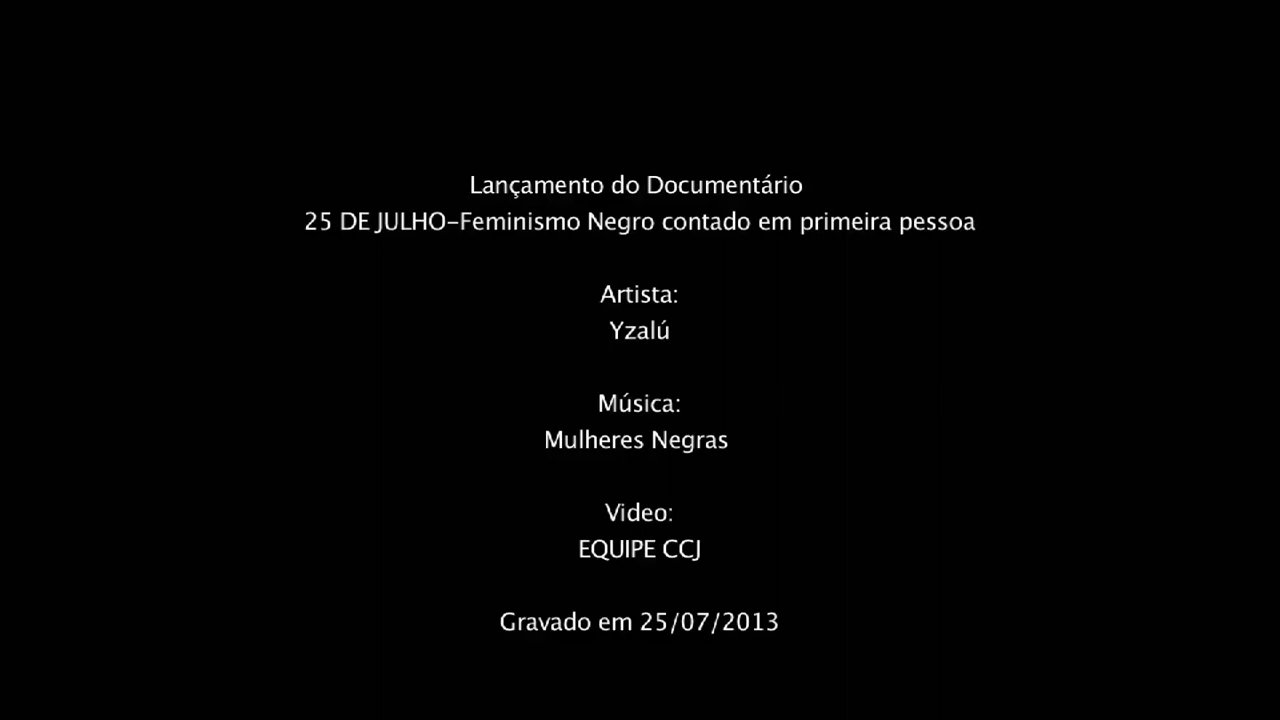 Lançamento do Documentário
25 DE JULHO-Feminismo Negro contado em primeira pessoa
Artista:
Yzalú
Música:
Mulheres Negras
Video:
EQUIPE CCJ
Gravado em 25/07/2013